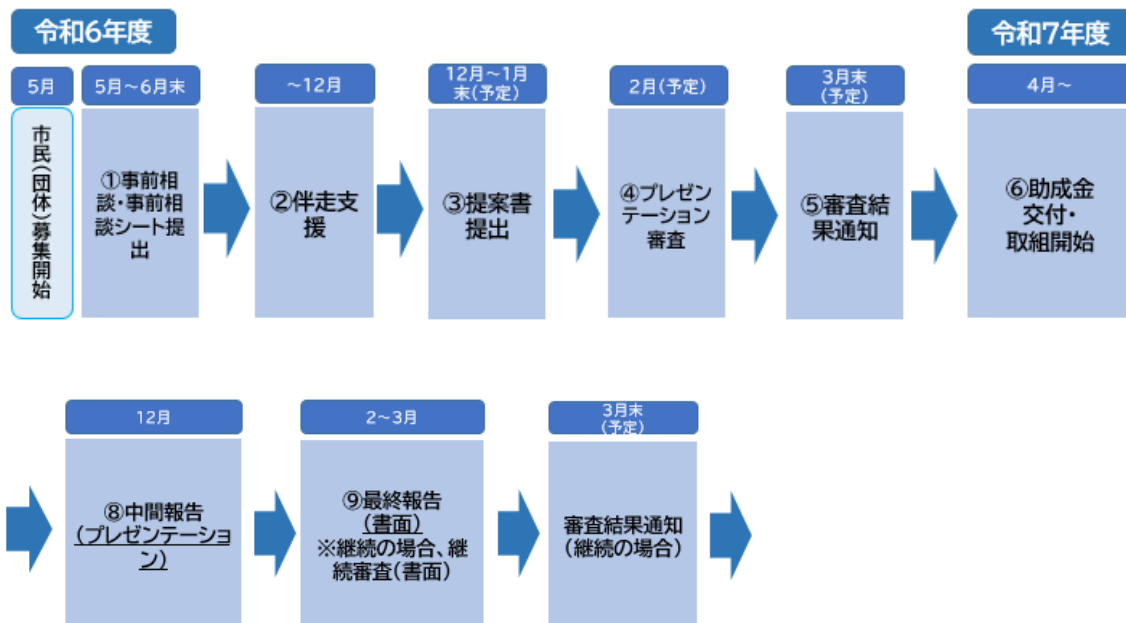 令和6年度
令和7年度
5月
市民(団体)募集開始
5月～6月末
①事前相
談・事前相
談シート提
出
～12月
②伴走支
援
12月～1月
末(予定)
③提案書
提出
2月(予定)
④プレゼン
テーション
審査
3月末
(予定)
⑤審査結
果通知
4月～
⑥助成金
交付・
取組開始
12月
⑧中間報告
(プレゼンテーショ
ン)
2～3月
⑨最終報告
(書面)
※継続の場合、継
続審査(書面)
3月末
(予定)
審査結果通知
(継続の場合)